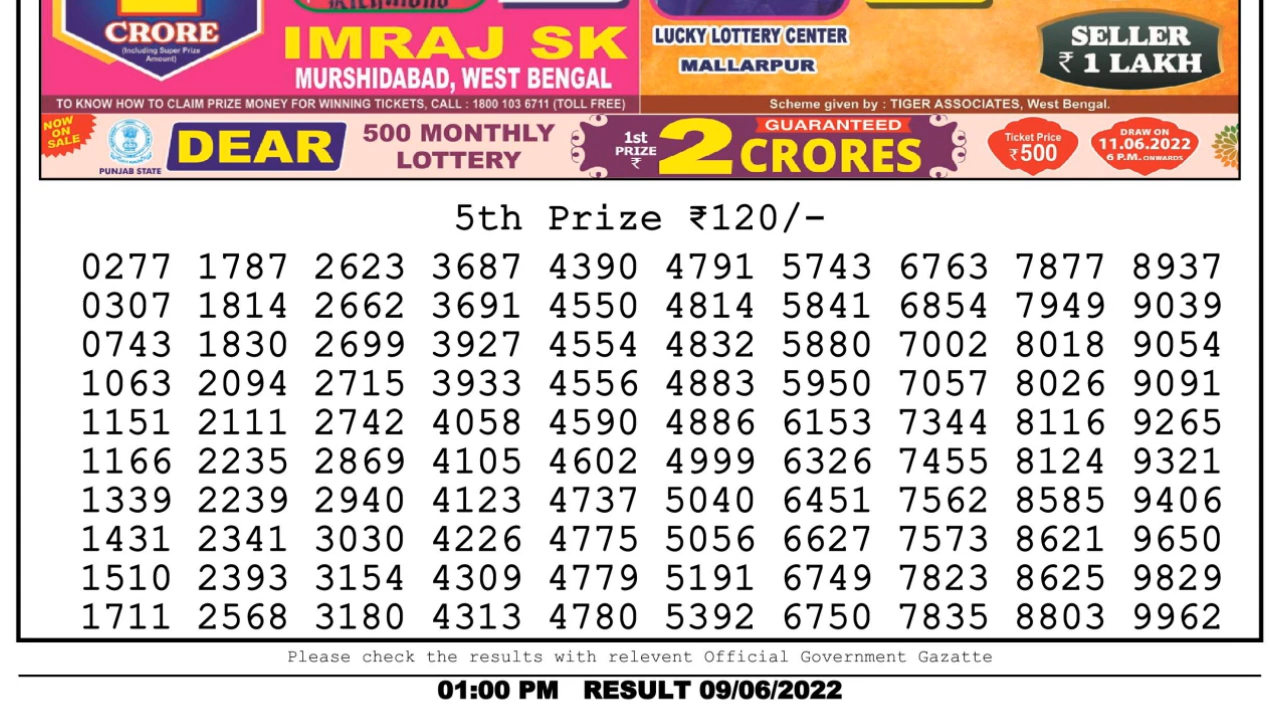 CRORE
(Including Super Prize
Amount)
IMRAJ SK
MURSHIDABAD, WEST BENGAL
LUCKY LOTTERY CENTER
MALLARPUR
SELLER
₹ 1 LAKH
TO KNOW HOW TO CLAIM PRIZE MONEY FOR WINNING TICKETS, CALL : 1800 103 6711 (TOLL FREE)
Scheme given by : TIGER ASSOCIATES, West Bengal.
NOW
ON
SALE
PUNJAB STATE
DEAR
500 MONTHLY
LOTTERY
1st
PRIZE
₹
2
GUARANTEED
CRORES
Ticket Price
₹500
DRAW ON
11.06.2022
6 P.M. ONWARDS
5th Prize ₹120/-
0277 1787 2623 3687 4390 4791 5743 6763 7877 8937
0307 1814 2662 3691 4550 4814 5841 6854 7949 9039
0743 1830 2699 3927 4554 4832 5880 7002 8018 9054
1063 2094 2715 3933 4556 4883 5950 7057 8026 9091
1151 2111 2742 4058 4590 4886 6153 7344 8116 9265
1166 2235 2869 4105 4602 4999 6326 7455 8124 9321
1339 2239 2940 4123 4737 5040 6451 7562 8585 9406
1431 2341 3030 4226 4775 5056 6627 7573 8621 9650
1510 2393 3154 4309 4779 5191 6749 7823 8625 9829
1711 2568 3180 4313 4780 5392 6750 7835 8803 9962
Please check the results with relevent Official Government Gazatte
01:00 PM RESULT 09/06/2022